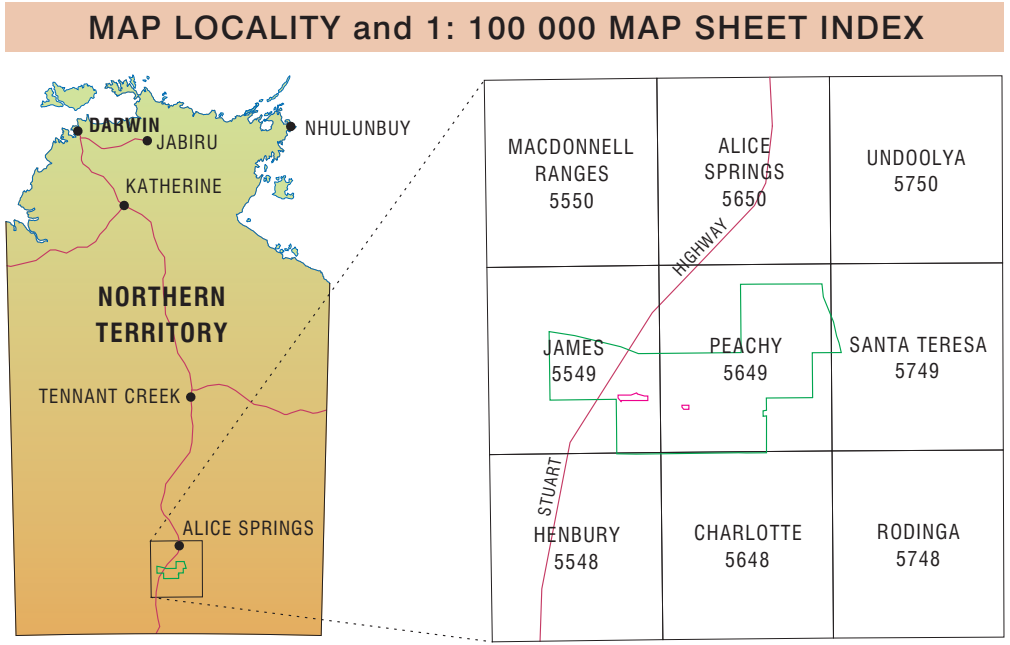 MAP LOCALITY and 1: 100 000 MAP SHEET INDEX
DARWIN
JABIRU
NHULUNBUY
KATHERINE
NORTHERN
TERRITORY
TENNANT CREEK
ALICE SPRINGS
MACDONNELL
RANGES
5550
ALICE
SPRINGS
5650
UNDOOLYA
5750
HIGHWAY
JAMES
5549
PEACHY
5649
SANTA TERESA
5749
STUART
HENBURY
5548
CHARLOTTE
5648
RODINGA
5748